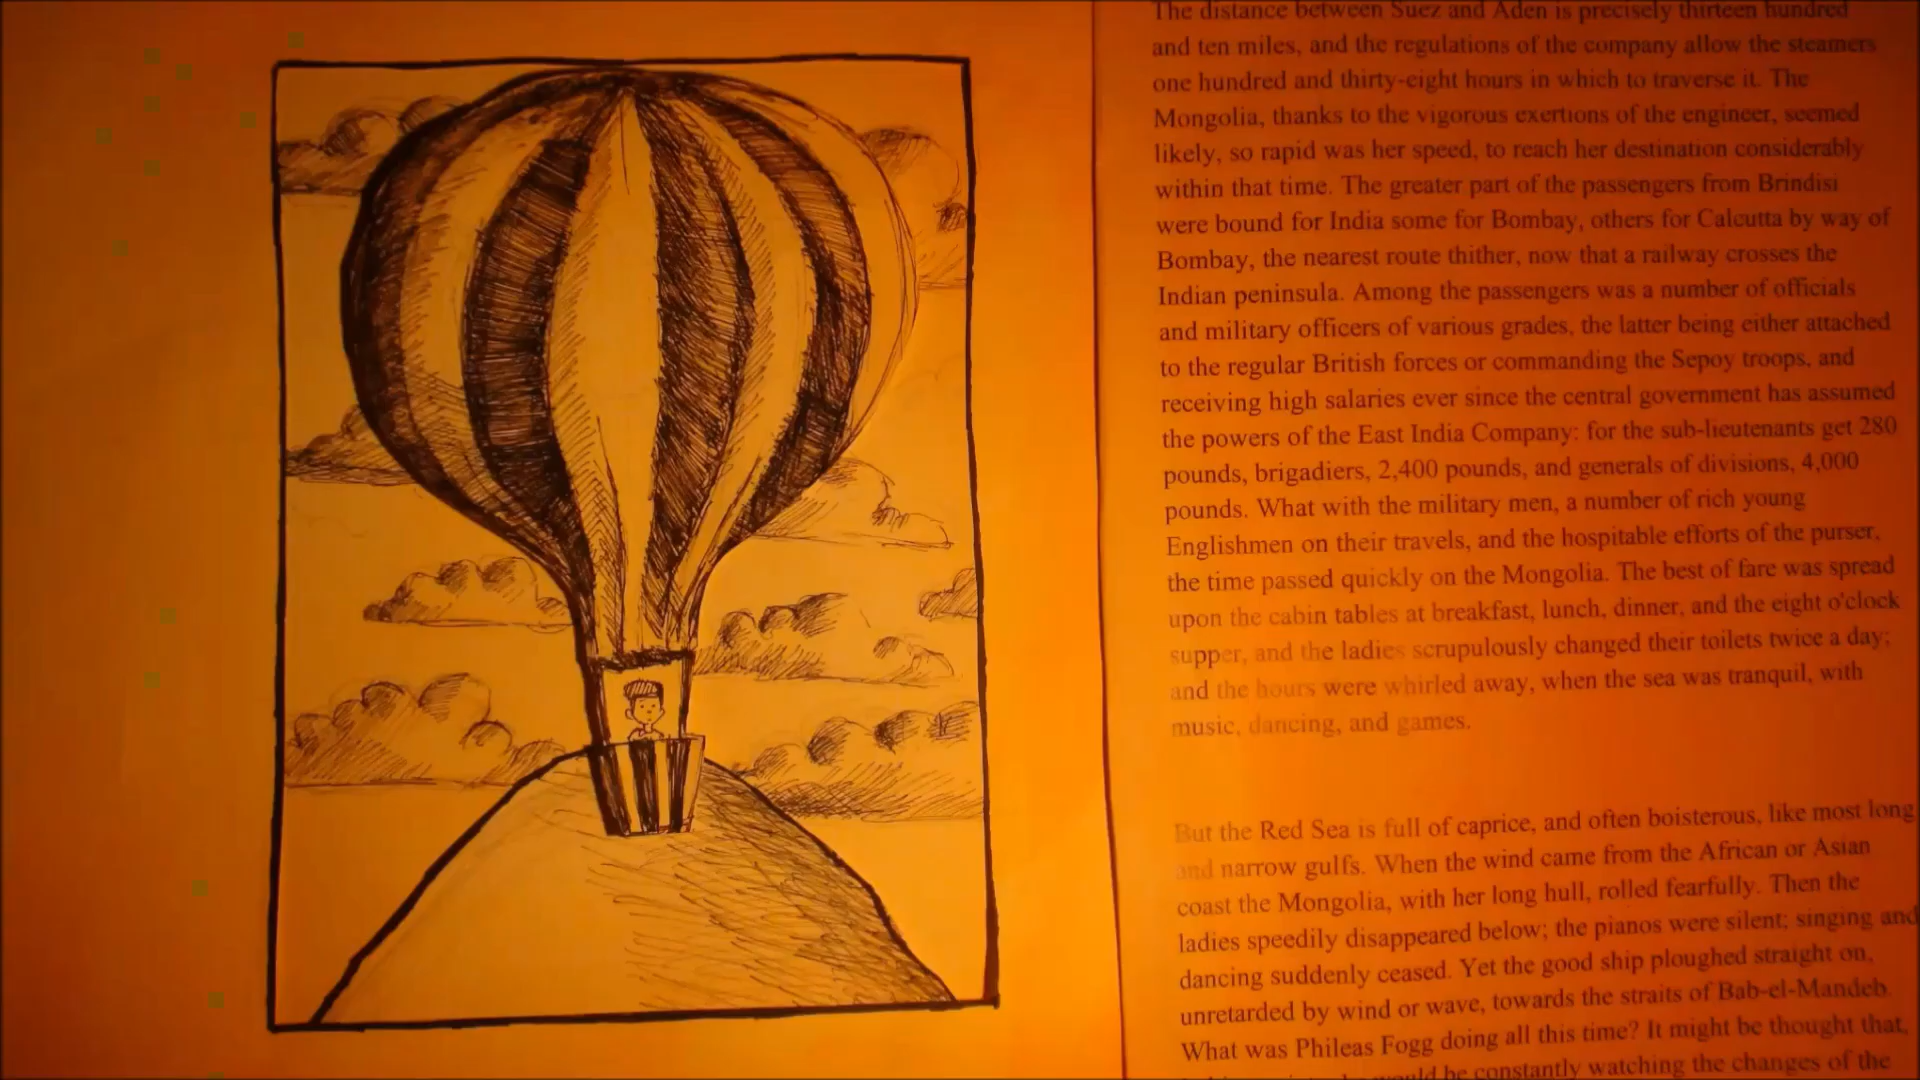 The distance between Suez and Aden is precisely thirteen hundred
and ten miles, and the regulations of the company allow the steamers
one hundred and thirty-eight hours in which to traverse it. The
Mongolia, thanks to the vigorous exertions of the engineer, seemed
likely, so rapid was her speed, to reach her destination considerably
within that time. The greater part of the passengers from Brindisi
were bound for India some for Bombay, others for Calcutta by way of
Bombay, the nearest route thither, now that a railway crosses the
Indian peninsula. Among the passengers was a number of officials
and military officers of various grades, the latter being either attached
to the regular British forces or commanding the Sepoy troops, and
receiving high salaries ever since the central government has assumed
the powers of the East India Company: for the sub-lieutenants get 280
pounds, brigadiers, 2,400 pounds, and generals of divisions, 4,000
pounds. What with the military men, a number of rich young
Englishmen on their travels, and the hospitable efforts of the purser,
the time passed quickly on the Mongolia. The best of fare was spread
upon the cabin tables at breakfast, lunch, dinner, and the eight o'clock
supper, and the ladies scrupulously changed their toilets twice a day;
and the hours were whirled away, when the sea was tranquil, with
music, dancing, and games.
But the Red Sea is full of caprice, and often boisterous, like most long
and narrow gulfs. When the wind came from the African or Asian
coast the Mongolia, with her long hull, rolled fearfully. Then the
ladies speedily disappeared below; the pianos were silent; singing and
dancing suddenly ceased. Yet the good ship ploughed straight on,
unretarded by wind or wave, towards the straits of Bab-el-Mandeb.
What was Phileas Fogg doing all this time? It might be thought that,
would be constantly watching the changes of the